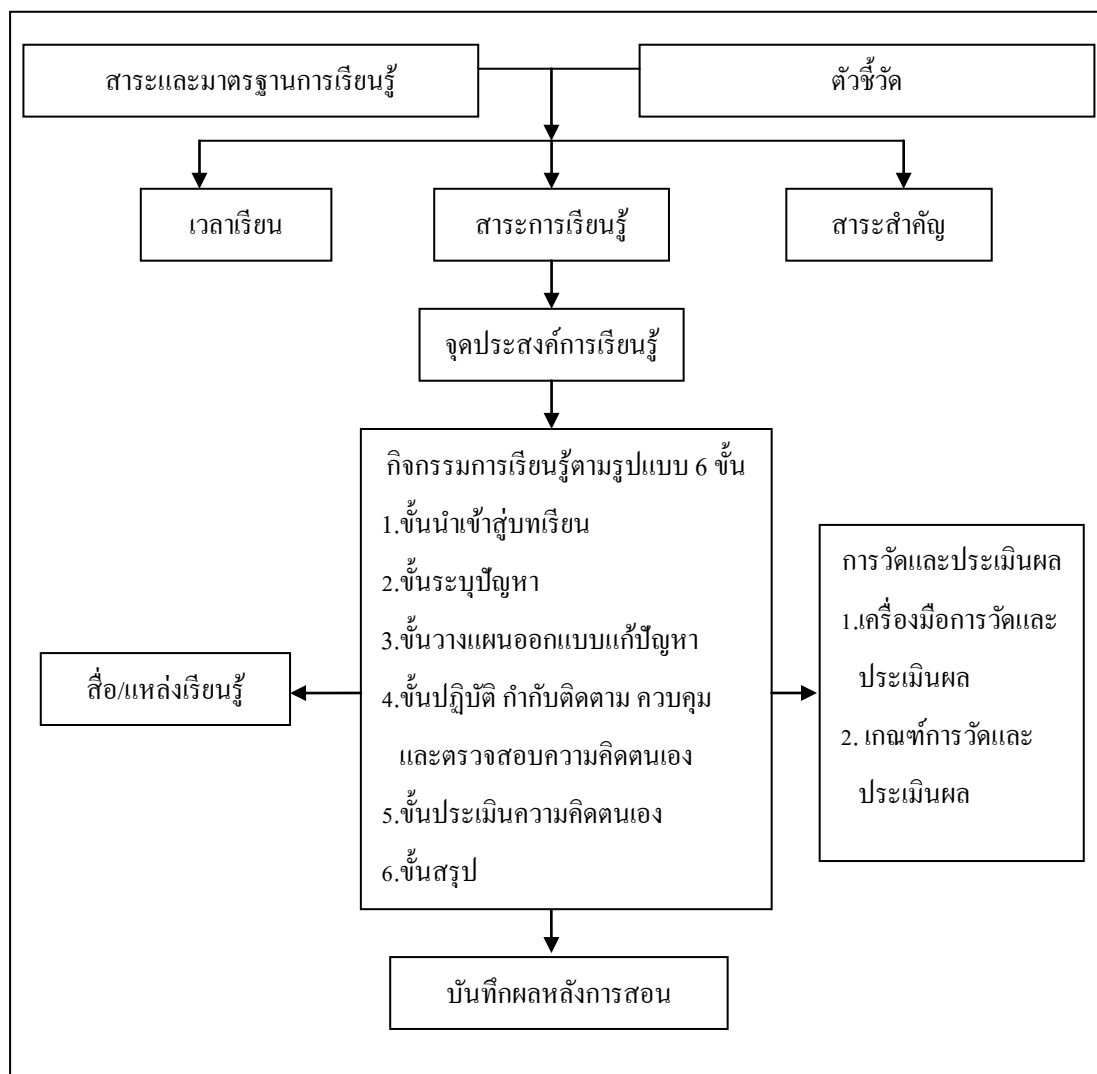 สาระและมาตรฐานการเรียนรู้
ตัวชี้วัด
เวลาเรียน
สาระการเรียนรู้
สาระสำคัญ
จุดประสงค์การเรียนรู้
กิจกรรมการเรียนรู้ตามรูปแบบ 6 ขั้น
1.ขั้นนำเข้าสู่บทเรียน
2.ขั้นระบุปัญหา
3.ขั้นวางแผนออกแบบแก้ปัญหา
4.ขั้นปฏิบัติ กำกับติดตาม ควบคุม
และตรวจสอบความคิดตนเอง
5.ขั้นประเมินความคิดตนเอง
6.ขั้นสรุป
สื่อ/แหล่งเรียนรู้
การวัดและประเมินผล
1.เครื่องมือการวัดและ
ประเมินผล
2. เกณฑ์การวัดและ
ประเมินผล
บันทึกผลหลังการสอน